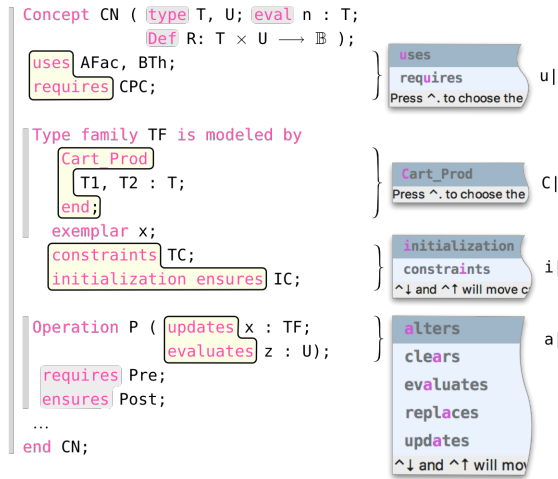 Concept CN ( type T, U; eval n : T;
Def R: T × U ⟶ 𝔹 );
uses AFac, BTh;
requires CPC;
uses
requires
Press ^. to choose the
u|
Type family TF is modeled by
Cart_Prod
T1, T2 : T;
end;
exemplar x;
Cart_Prod
Press ^. to choose the
C|
constraints TC;
initialization ensures IC;
initialization
constraints
^↓ and ^↑ will move c
i|
Operation P ( updates x : TF;
evaluates z : U);
requires Pre;
ensures Post;
...
end CN;
alters
clears
evaluates
replaces
updates
^↓ and ^↑ will mov
a|